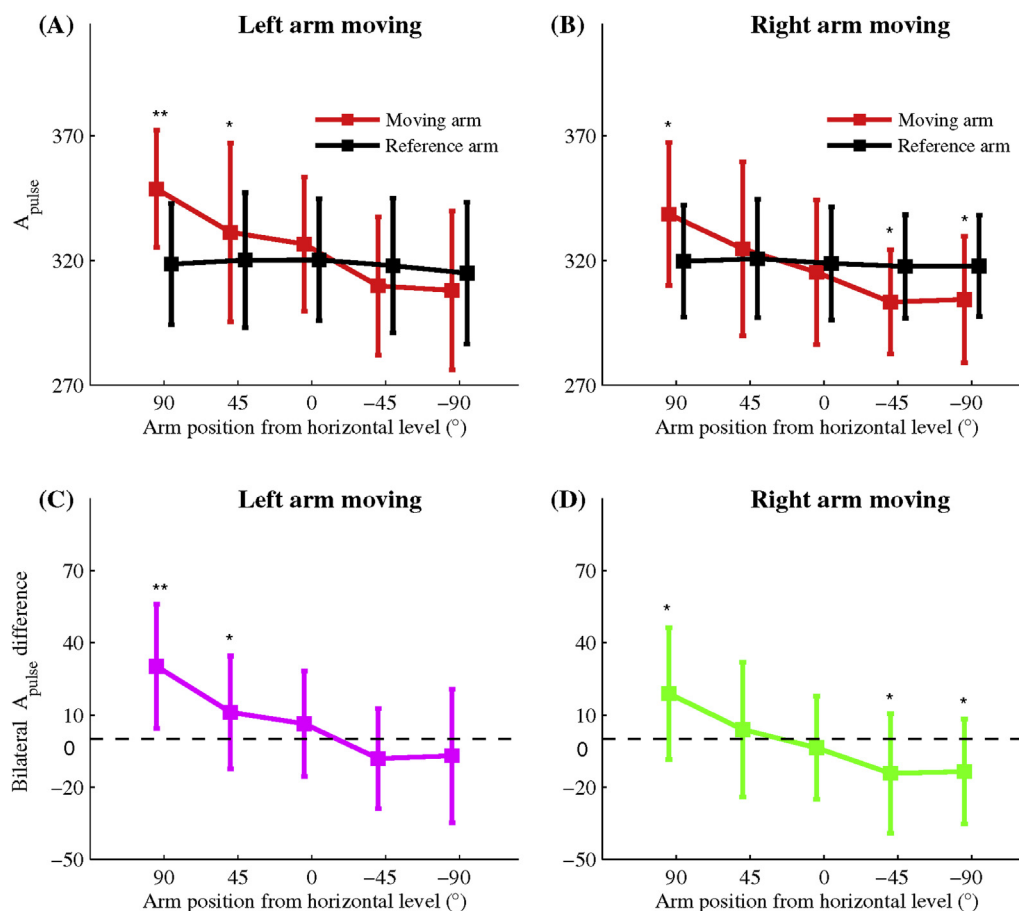 (A) Left arm moving
370
320
270
A_pulse
** *
Moving arm
Reference arm
90 45 0 −45 −90
Arm position from horizontal level (°)
(B) Right arm moving
370
320
270
* * *
Moving arm
Reference arm
90 45 0 −45 −90
Arm position from horizontal level (°)
(C) Left arm moving
70
40
10
0
−20
−50
Bilateral A_pulse difference
** *
90 45 0 −45 −90
Arm position from horizontal level (°)
(D) Right arm moving
70
40
10
0
−20
−50
* * *
90 45 0 −45 −90
Arm position from horizontal level (°)